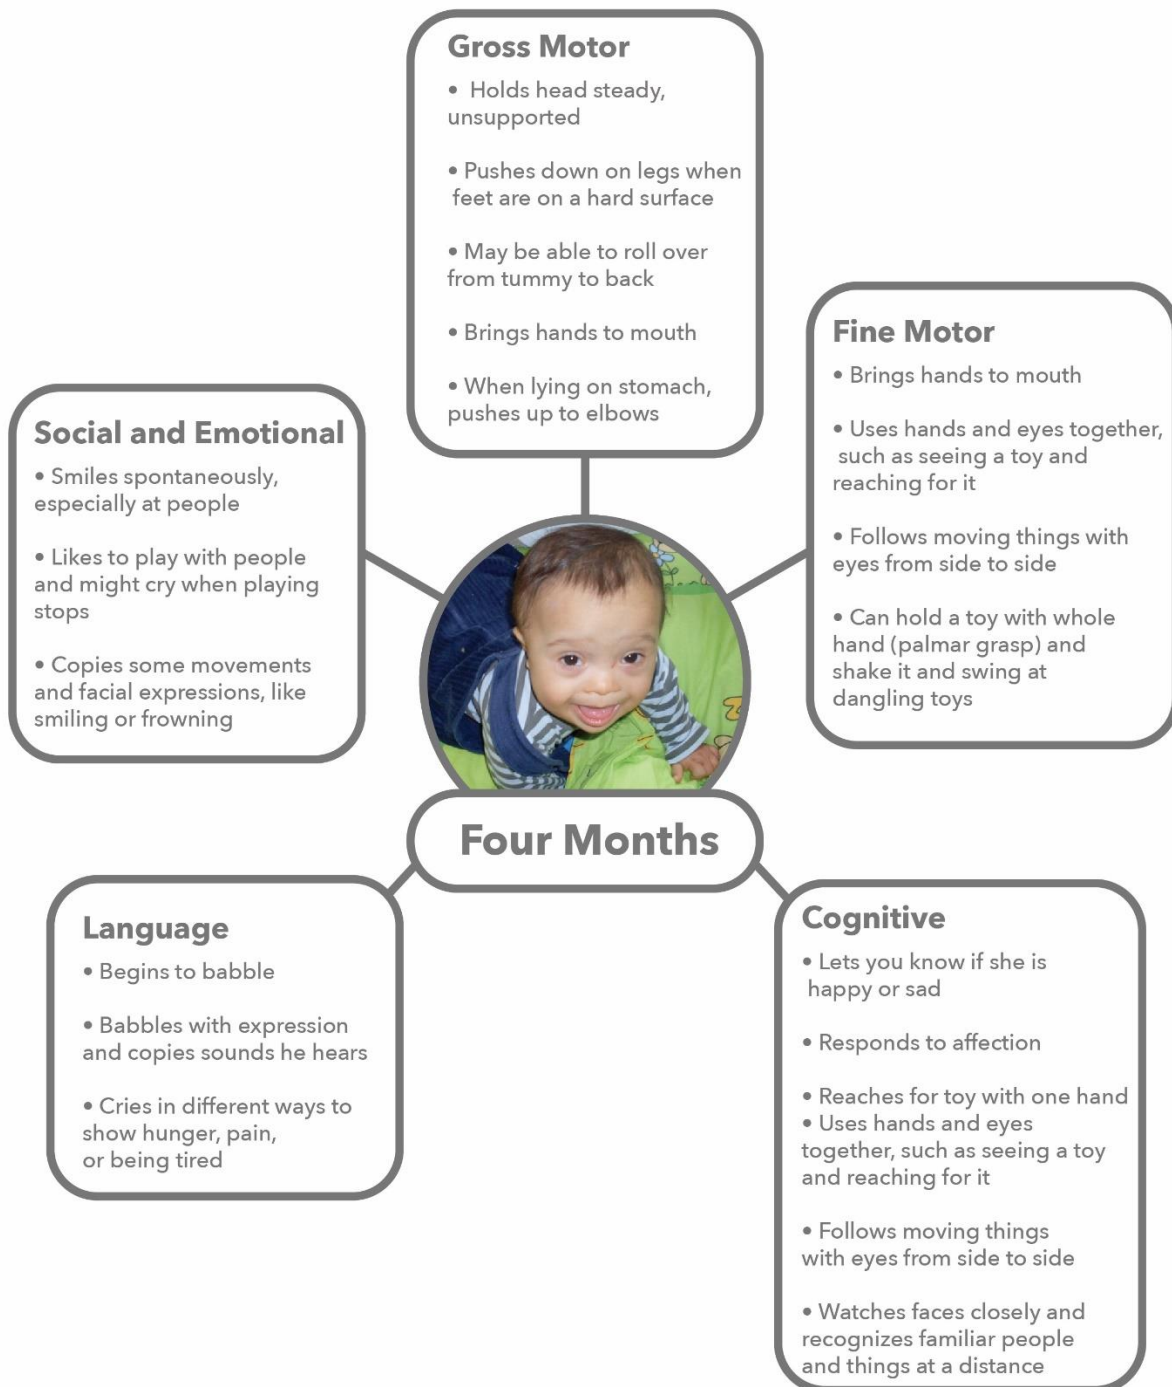 Gross Motor
• Holds head steady,
unsupported
• Pushes down on legs when
feet are on a hard surface
• May be able to roll over
from tummy to back
• Brings hands to mouth
• When lying on stomach,
pushes up to elbows
Fine Motor
• Brings hands to mouth
• Uses hands and eyes together,
such as seeing a toy and
reaching for it
• Follows moving things with
eyes from side to side
• Can hold a toy with whole
hand (palmar grasp) and
shake it and swing at
dangling toys
Social and Emotional
• Smiles spontaneously,
especially at people
• Likes to play with people
and might cry when playing
stops
• Copies some movements
and facial expressions, like
smiling or frowning
Four Months
Language
• Begins to babble
• Babbles with expression
and copies sounds he hears
• Cries in different ways to
show hunger, pain,
or being tired
Cognitive
• Lets you know if she is
happy or sad
• Responds to affection
• Reaches for toy with one hand
• Uses hands and eyes
together, such as seeing a toy
and reaching for it
• Follows moving things
with eyes from side to side
• Watches faces closely and
recognizes familiar people
and things at a distance